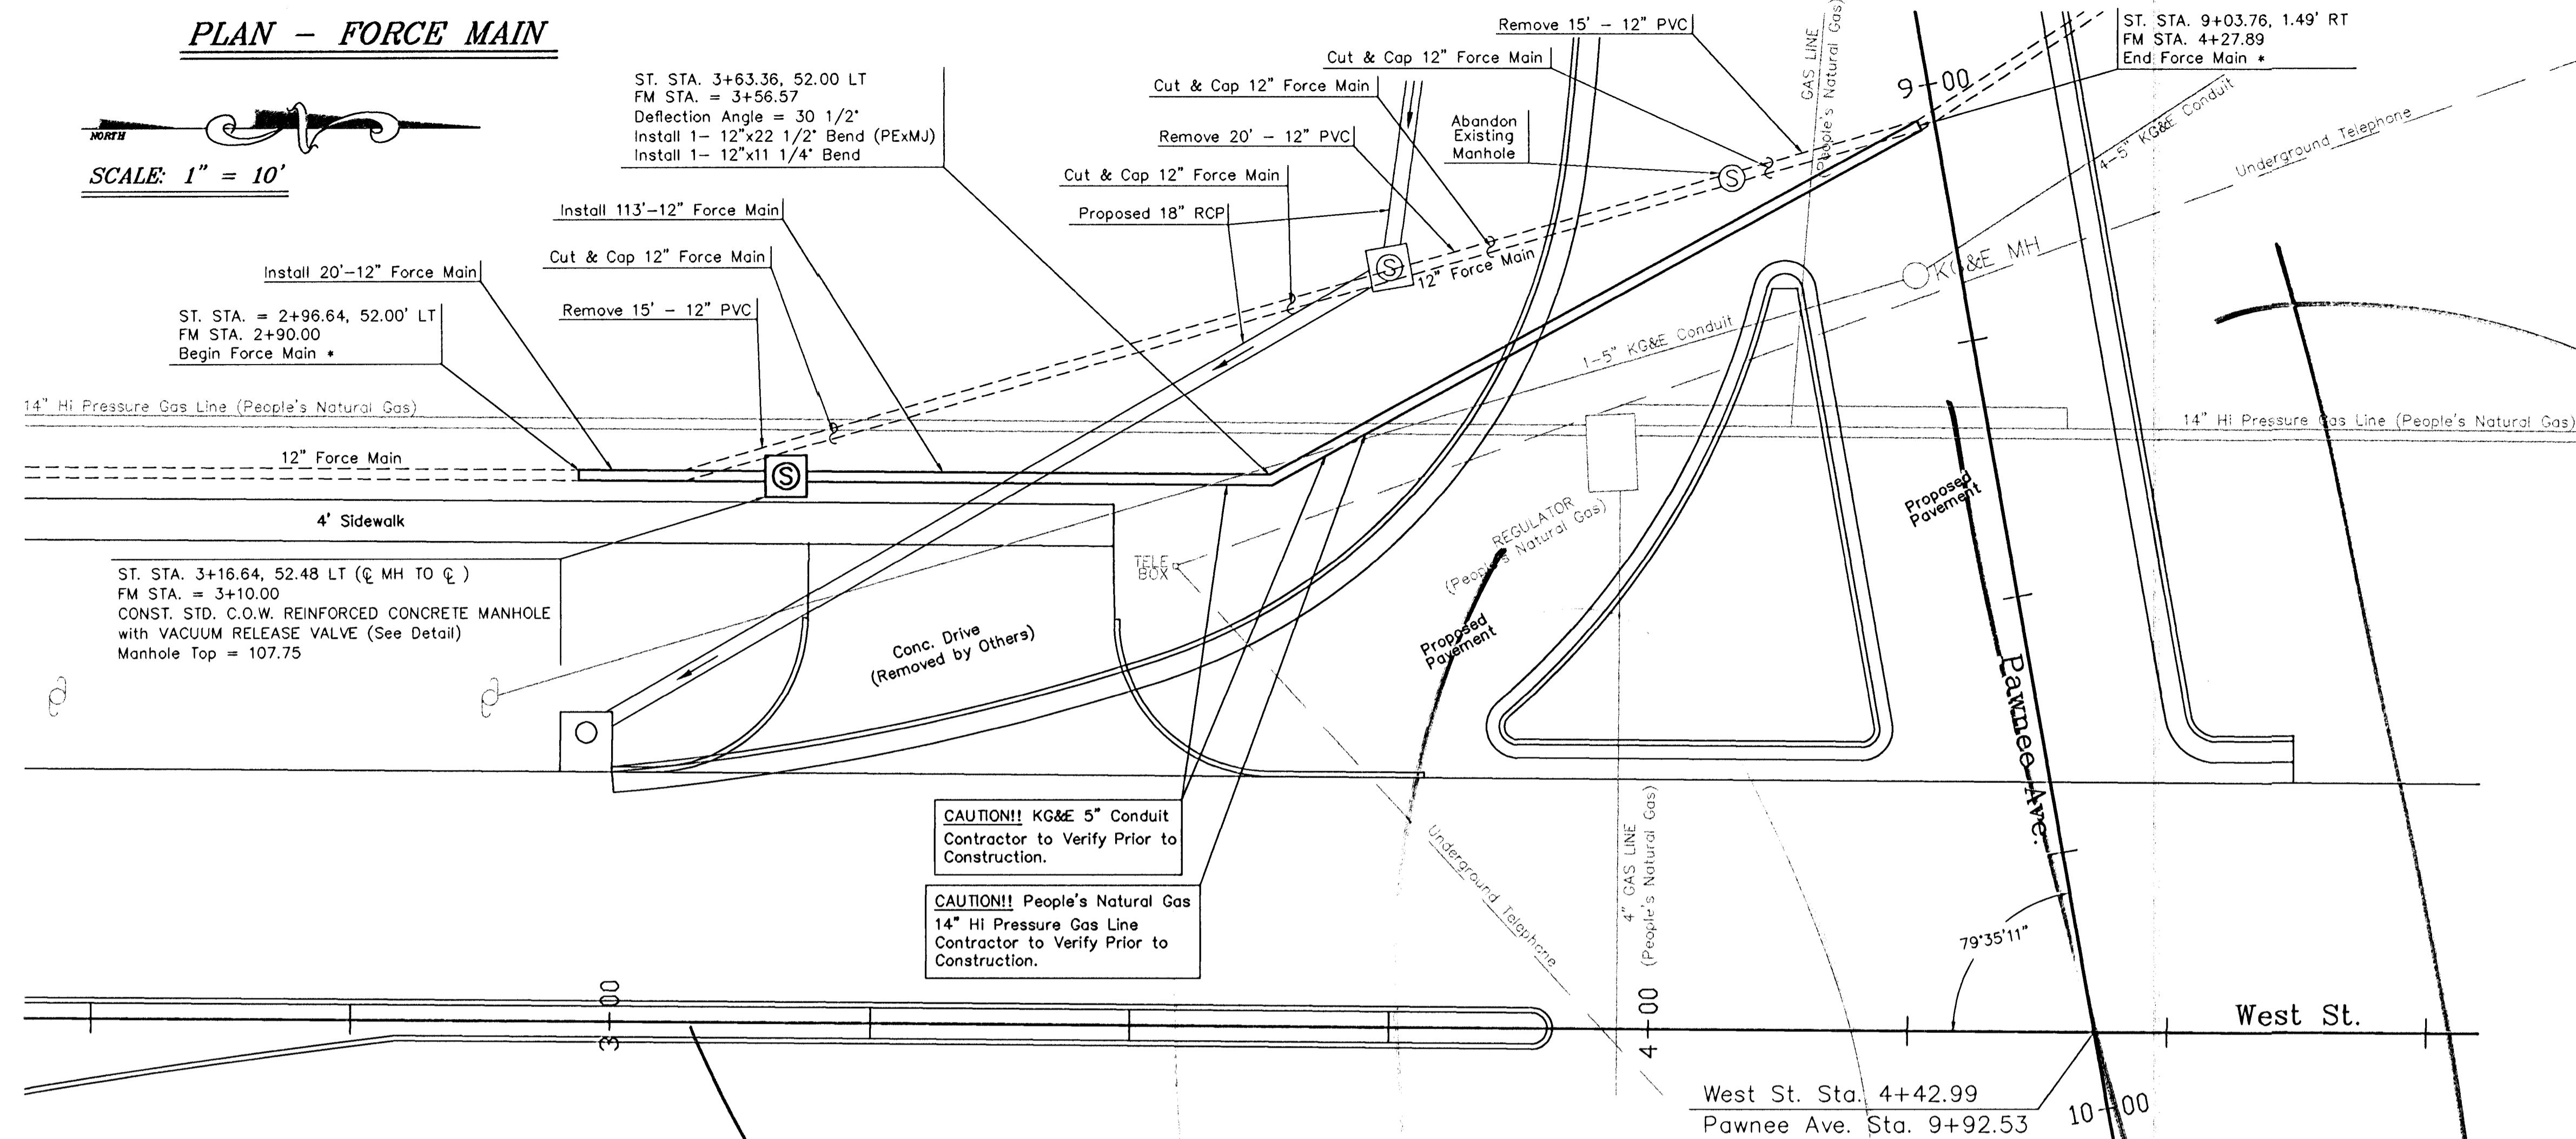 PLAN – FORCE MAIN
NORTH
SCALE: 1" = 10'
ST. STA. 3+63.36, 52.00 LT
FM STA. = 3+56.57
Deflection Angle = 30 1/2°
Install 1– 12"x22 1/2° Bend (PExMJ)
Install 1– 12"x11 1/4° Bend
Remove 15' – 12" PVC
Cut & Cap 12" Force Main
Cut & Cap 12" Force Main
Remove 20' – 12" PVC
Cut & Cap 12" Force Main
Proposed 18" RCP
Abandon
Existing
Manhole
GAS LINE
(People's Natural Gas)
ST. STA. 9+03.76, 1.49' RT
FM STA. 4+27.89
End Force Main *
9–00
4–5" KG&E Conduit
Underground Telephone
Install 113'–12" Force Main
Cut & Cap 12" Force Main
Install 20'–12" Force Main
Remove 15' – 12" PVC
ST. STA. = 2+96.64, 52.00' LT
FM STA. 2+90.00
Begin Force Main *
S
S
12" Force Main
KG&E MH
1–5" KG&E Conduit
14" Hi Pressure Gas Line (People's Natural Gas)
14" Hi Pressure Gas Line (People's Natural Gas)
12" Force Main
S
4' Sidewalk
Proposed
Pavement
REGULATOR
(People's Natural Gas)
TELE
BOX
ST. STA. 3+16.64, 52.48 LT (℄ MH TO ℄ )
FM STA. = 3+10.00
CONST. STD. C.O.W. REINFORCED CONCRETE MANHOLE
with VACUUM RELEASE VALVE (See Detail)
Manhole Top = 107.75
Conc. Drive
(Removed by Others)
Proposed
Pavement
Pawnee Ave.
CAUTION!! KG&E 5" Conduit
Contractor to Verify Prior to
Construction.
CAUTION!! People's Natural Gas
14" Hi Pressure Gas Line
Contractor to Verify Prior to
Construction.
Underground Telephone
4" GAS LINE
(People's Natural Gas)
79°35'11"
3–00
4–00
West St.
West St. Sta. 4+42.99
Pawnee Ave. Sta. 9+92.53
10–00